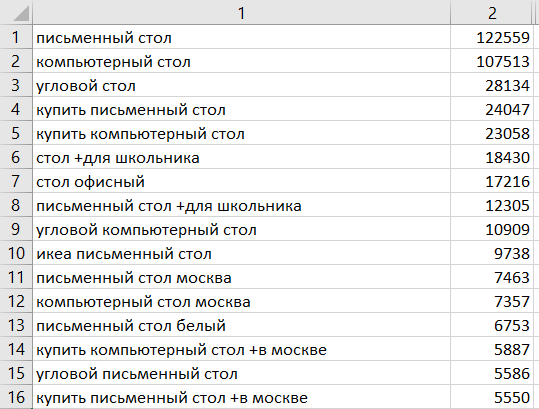 1 2
1 письменный стол 122559
2 компьютерный стол 107513
3 угловой стол 28134
4 купить письменный стол 24047
5 купить компьютерный стол 23058
6 стол +для школьника 18430
7 стол офисный 17216
8 письменный стол +для школьника 12305
9 угловой компьютерный стол 10909
10 икеа письменный стол 9738
11 письменный стол москва 7463
12 компьютерный стол москва 7357
13 письменный стол белый 6753
14 купить компьютерный стол +в москве 5887
15 угловой письменный стол 5586
16 купить письменный стол +в москве 5550